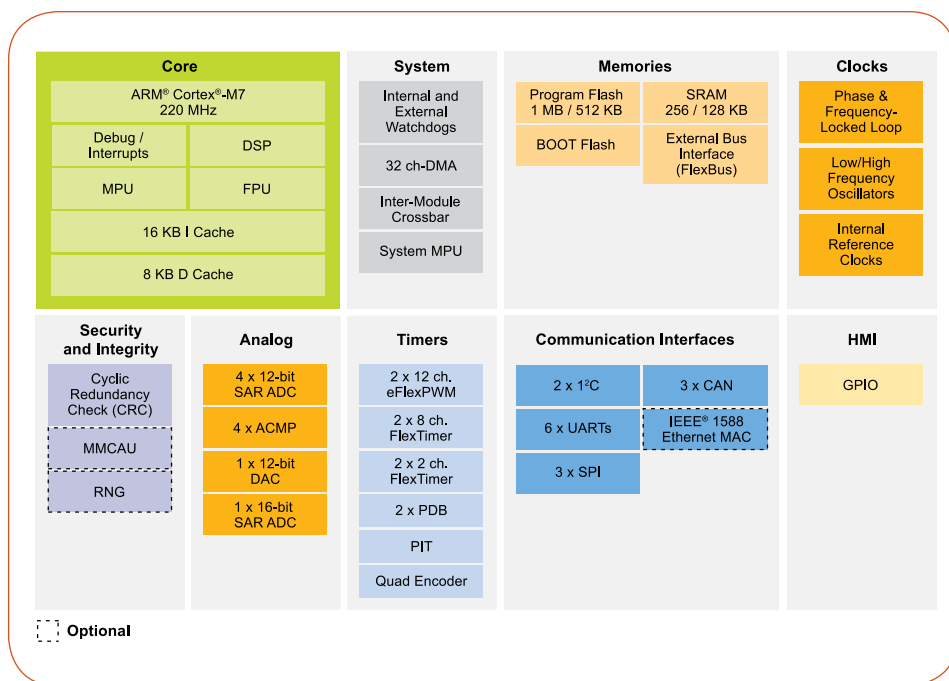 Core
ARM® Cortex®-M7
220 MHz
Debug /
Interrupts
DSP
MPU
FPU
16 KB I Cache
8 KB D Cache
System
Internal and
External
Watchdogs
32 ch-DMA
Inter-Module
Crossbar
System MPU
Memories
Program Flash
1 MB / 512 KB
SRAM
256 / 128 KB
BOOT Flash
External Bus
Interface
(FlexBus)
Clocks
Phase &
Frequency-
Locked Loop
Low/High
Frequency
Oscillators
Internal
Reference
Clocks
Security
and Integrity
Cyclic
Redundancy
Check (CRC)
MMCAU
RNG
Analog
4 x 12-bit
SAR ADC
4 x ACMP
1 x 12-bit
DAC
1 x 16-bit
SAR ADC
Timers
2 x 12 ch.
eFlexPWM
2 x 8 ch.
FlexTimer
2 x 2 ch.
FlexTimer
2 x PDB
PIT
Quad Encoder
Communication Interfaces
2 x 1²C
3 x CAN
6 x UARTs
IEEE® 1588
Ethernet MAC
3 x SPI
HMI
GPIO
Optional